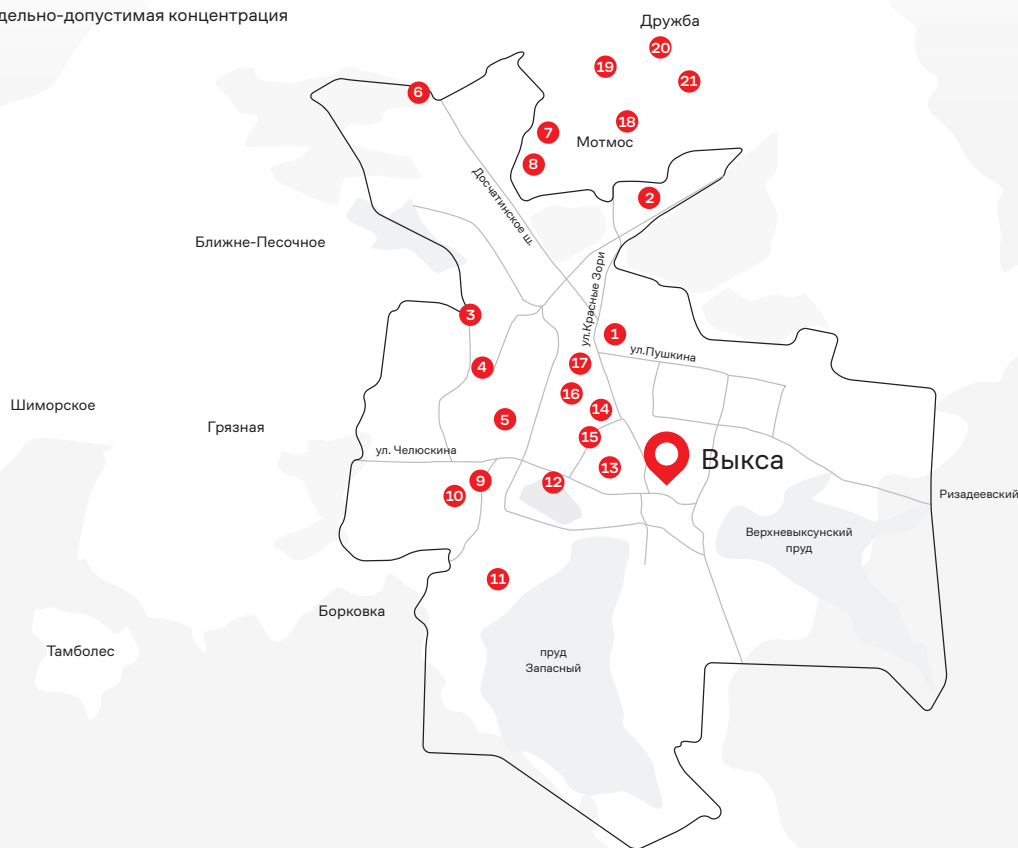 дельно-допустимая концентрация
Дружба
20
19
21
6
18
7
Мотмос
8
2
Досчатинское ш.
Ближне-Песочное
ул.Красные Зори
3
1
ул.Пушкина
17
4
16
Шиморское
14
5
Грязная
15
ул. Челюскина
Выкса
13
9
12
10
Ризадеевский
Верхневыксунский
пруд
11
Борковка
Тамболес
пруд
Запасный